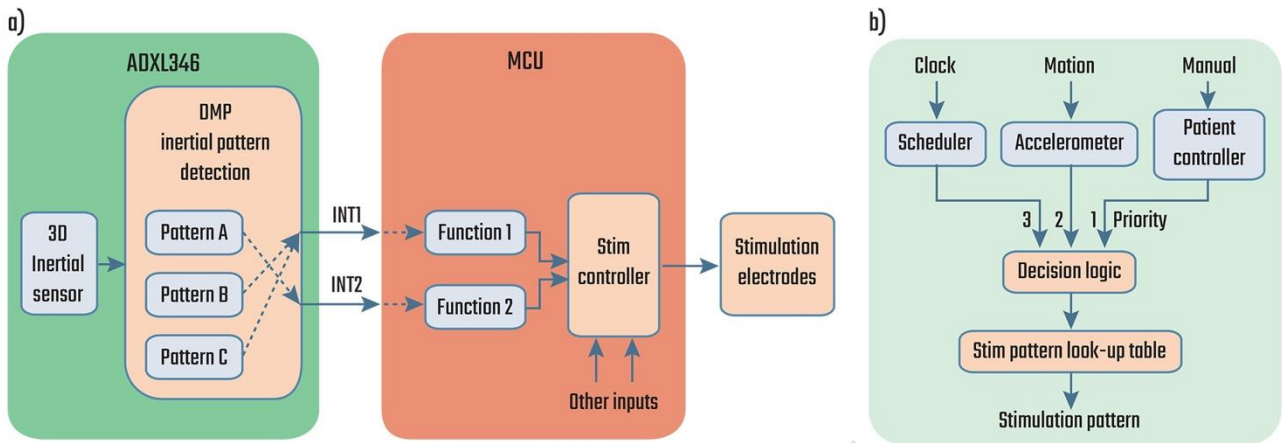 a)
ADXL346
DMP
inertial pattern
detection
3D
Inertial
sensor
Pattern A
Pattern B
Pattern C
INT1
INT2
MCU
Function 1
Function 2
Stim
controller
Other inputs
Stimulation
electrodes
b)
Clock
Motion
Manual
Scheduler
Accelerometer
Patient
controller
3
2
1 Priority
Decision logic
Stim pattern look-up table
Stimulation pattern